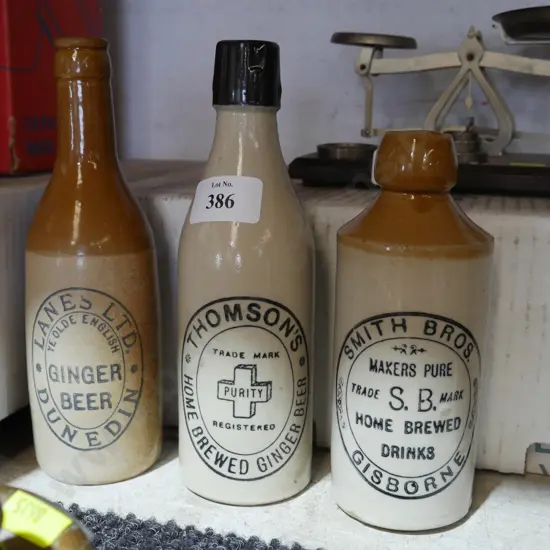 LANES LTD.
YE OLDE ENGLISH
GINGER
BEER
DUNEDIN
Lot No.
386
THOMSON'S
TRADE MARK
PURITY
REGISTERED
HOME BREWED GINGER BEER
SMITH BROS.
MAKERS PURE
TRADE S.B. MARK
HOME BREWED
DRINKS
GISBORNE